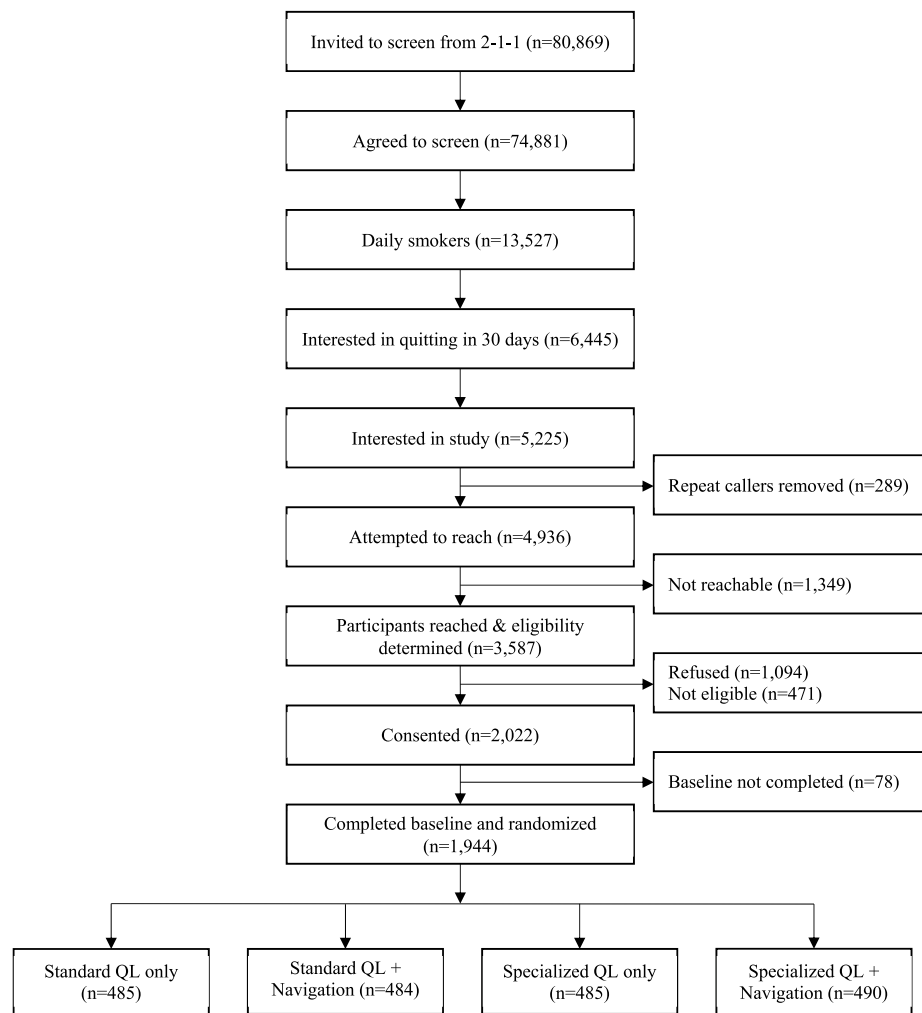 Invited to screen from 2-1-1 (n=80,869)
Agreed to screen (n=74,881)
Daily smokers (n=13,527)
Interested in quitting in 30 days (n=6,445)
Interested in study (n=5,225)
Repeat callers removed (n=289)
Attempted to reach (n=4,936)
Not reachable (n=1,349)
Participants reached & eligibility
determined (n=3,587)
Refused (n=1,094)
Not eligible (n=471)
Consented (n=2,022)
Baseline not completed (n=78)
Completed baseline and randomized
(n=1,944)
Standard QL only
(n=485)
Standard QL +
Navigation (n=484)
Specialized QL only
(n=485)
Specialized QL +
Navigation (n=490)